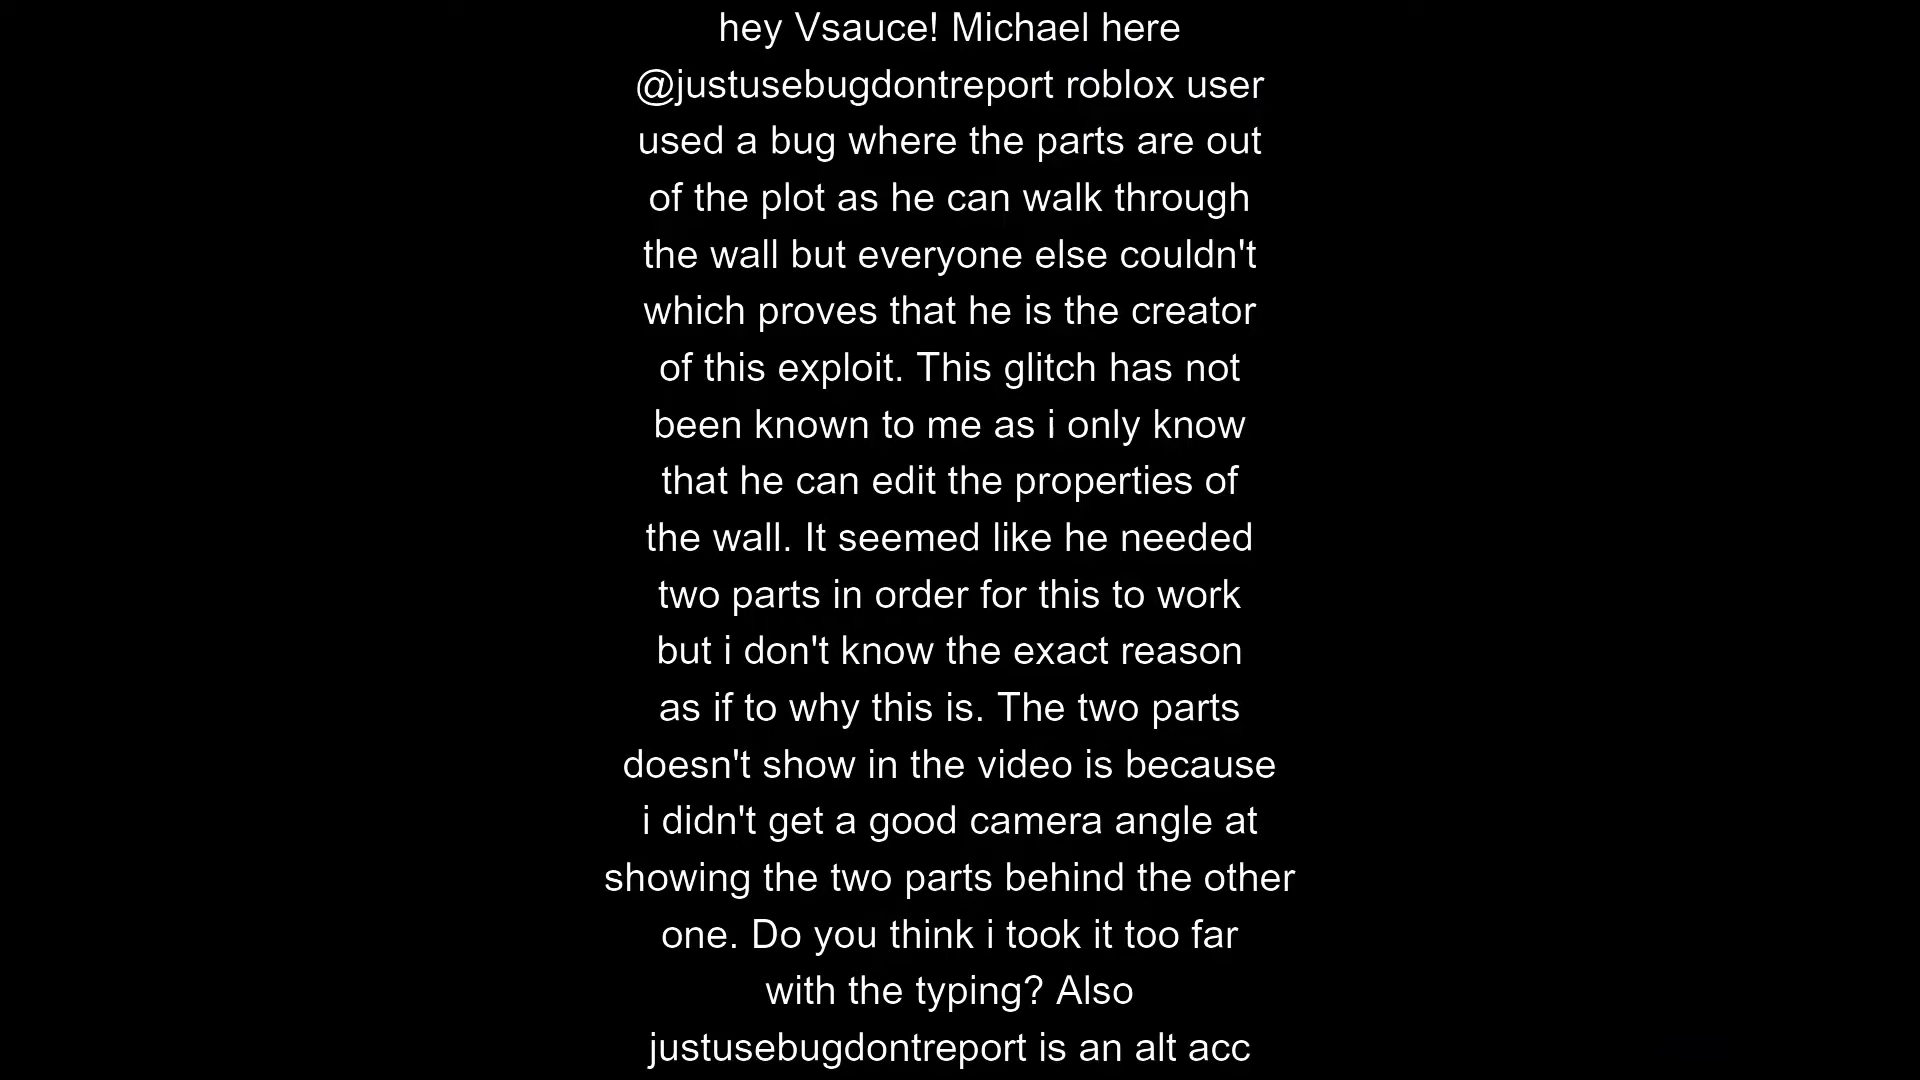 hey Vsauce! Michael here
@justusebugdontreport roblox user
used a bug where the parts are out
of the plot as he can walk through
the wall but everyone else couldn't
which proves that he is the creator
of this exploit. This glitch has not
been known to me as i only know
that he can edit the properties of
the wall. It seemed like he needed
two parts in order for this to work
but i don't know the exact reason
as if to why this is. The two parts
doesn't show in the video is because
i didn't get a good camera angle at
showing the two parts behind the other
one. Do you think i took it too far
with the typing? Also
justusebugdontreport is an alt acc